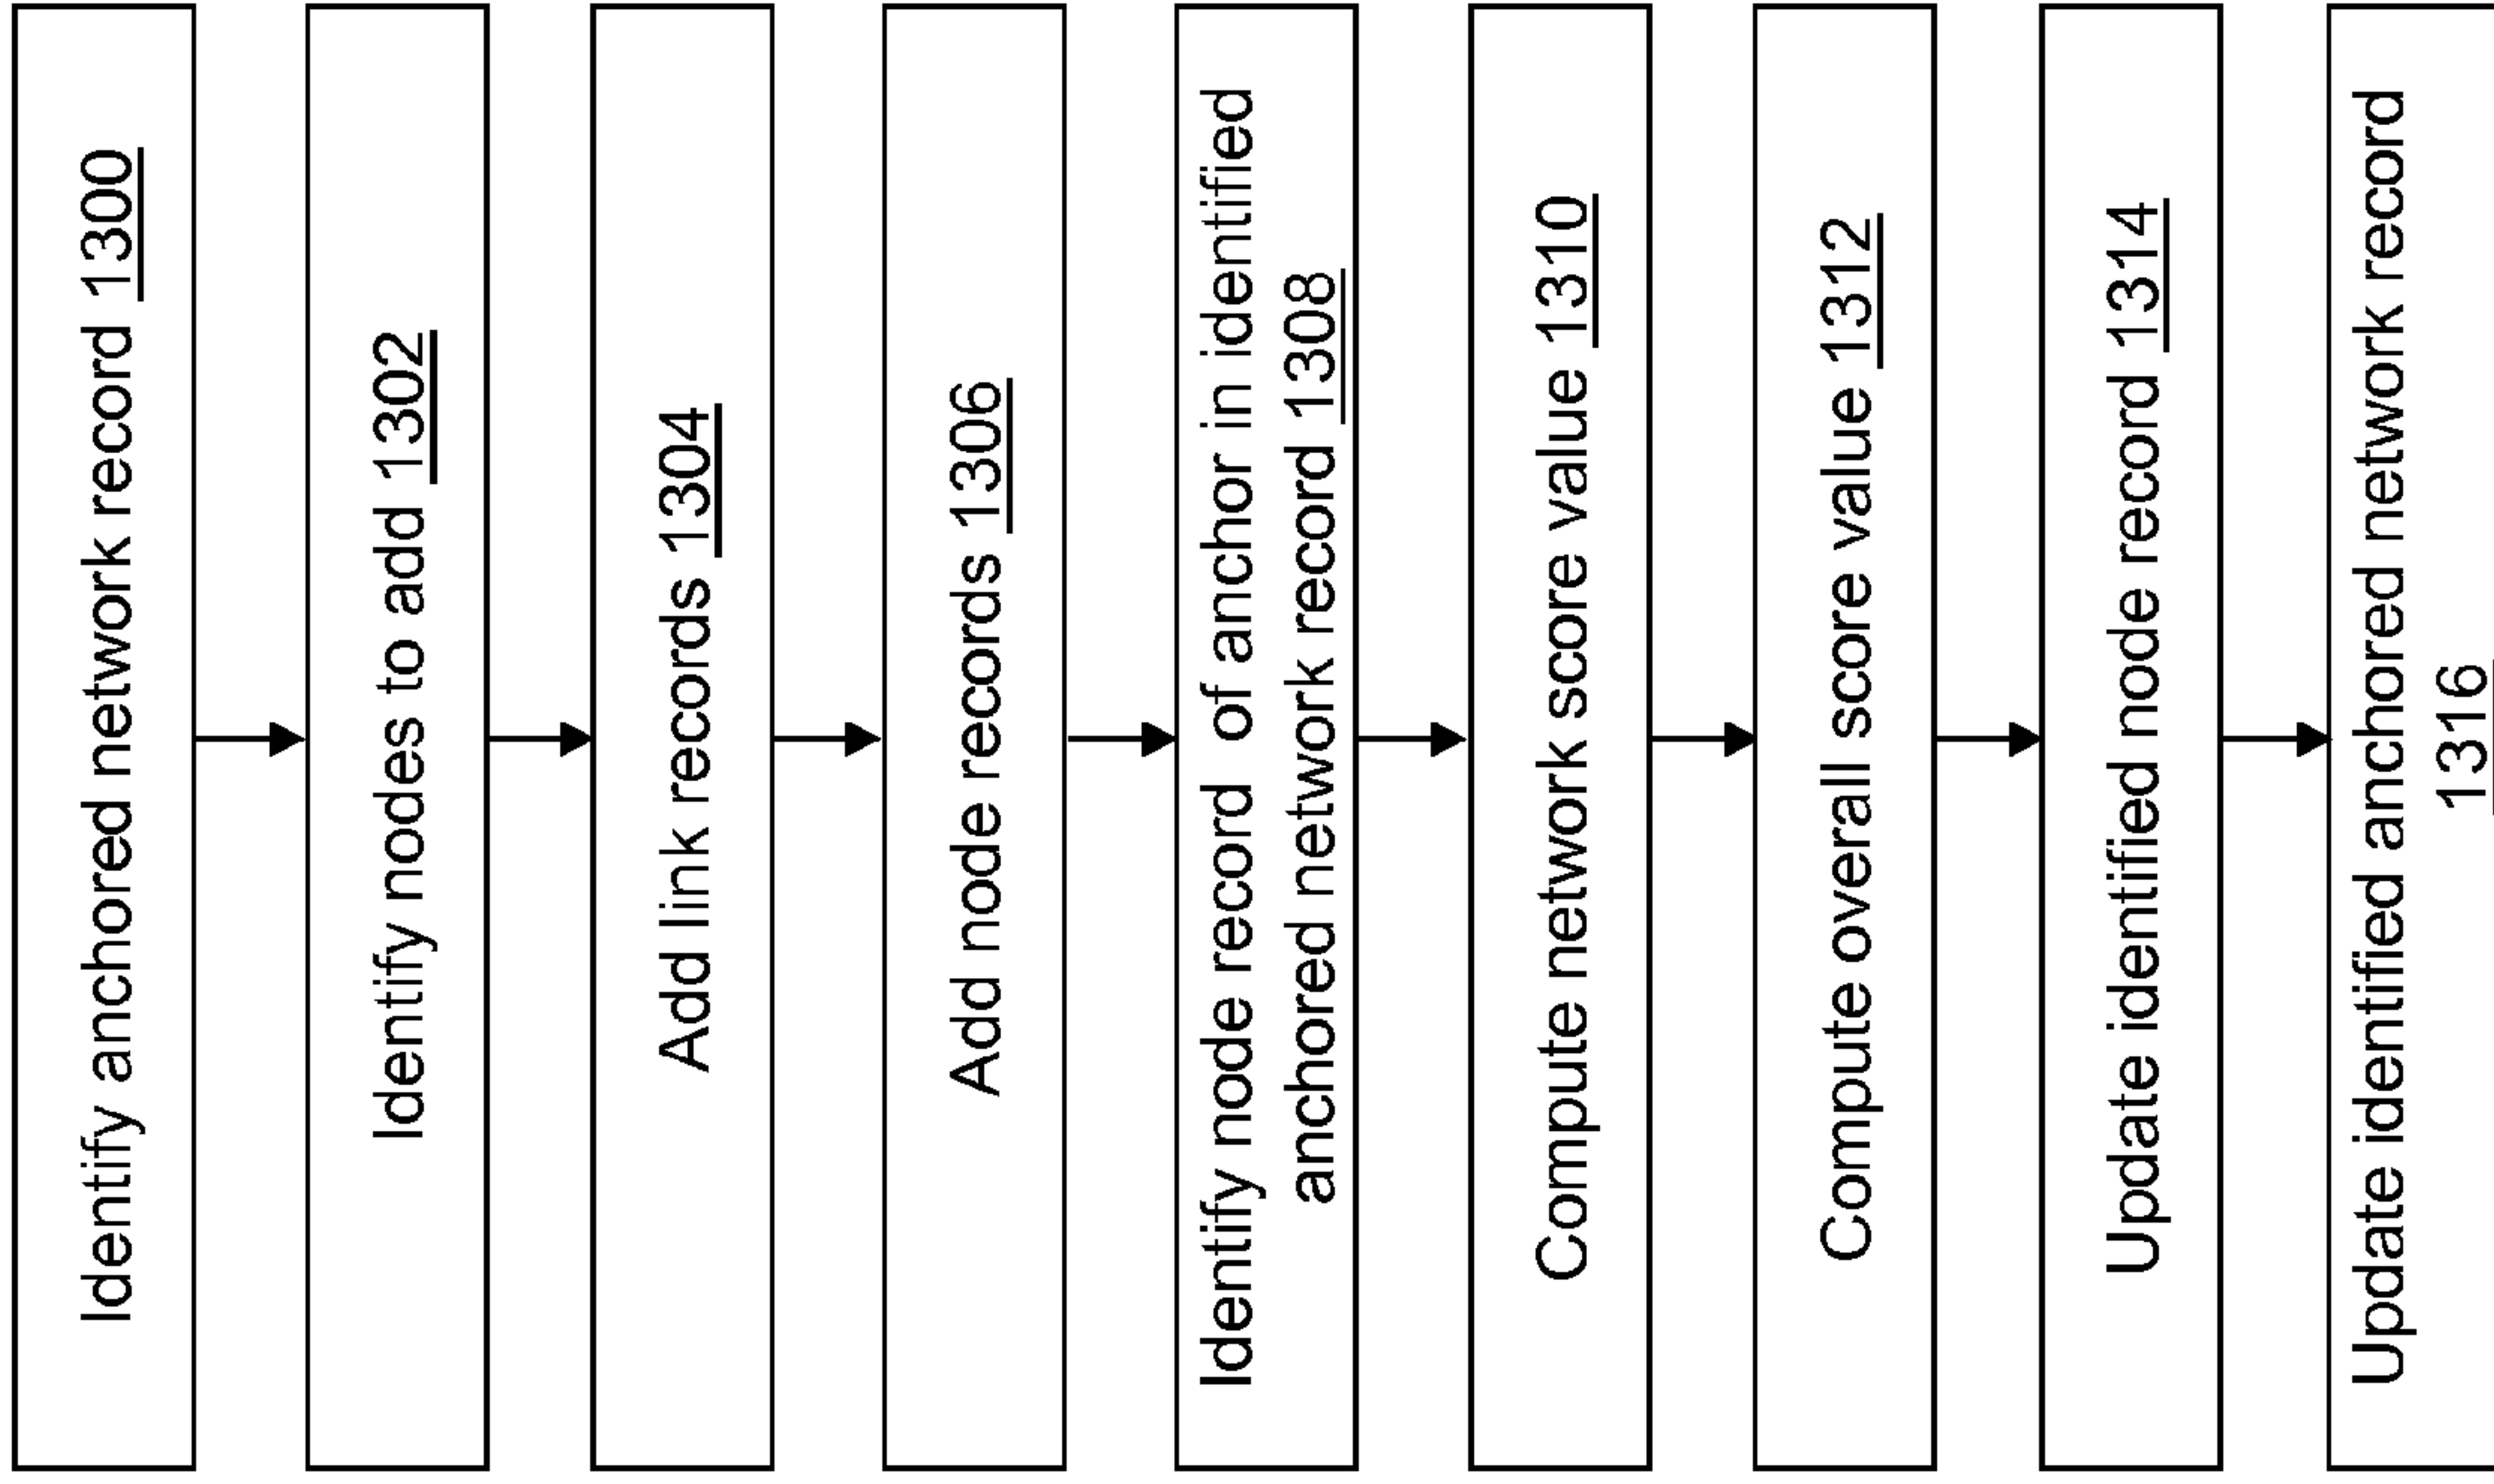 Identify anchored network record 1300
Identify nodes to add 1302
Add link records 1304
Add node records 1306
Identify node record of anchor in identified
anchored network record 1308
Compute network score value 1310
Compute overall score value 1312
Update identified node record 1314
Update identified anchored network record
1316